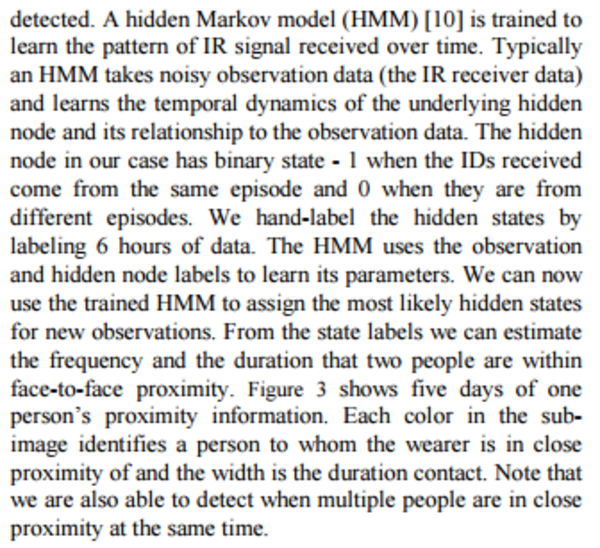 detected. A hidden Markov model (HMM) [10] is trained to
learn the pattern of IR signal received over time. Typically
an HMM takes noisy observation data (the IR receiver data)
and learns the temporal dynamics of the underlying hidden
node and its relationship to the observation data. The hidden
node in our case has binary state - 1 when the IDs received
come from the same episode and 0 when they are from
different episodes. We hand-label the hidden states by
labeling 6 hours of data. The HMM uses the observation
and hidden node labels to learn its parameters. We can now
use the trained HMM to assign the most likely hidden states
for new observations. From the state labels we can estimate
the frequency and the duration that two people are within
face-to-face proximity. Figure 3 shows five days of one
person's proximity information. Each color in the sub-
image identifies a person to whom the wearer is in close
proximity of and the width is the duration contact. Note that
we are also able to detect when multiple people are in close
proximity at the same time.